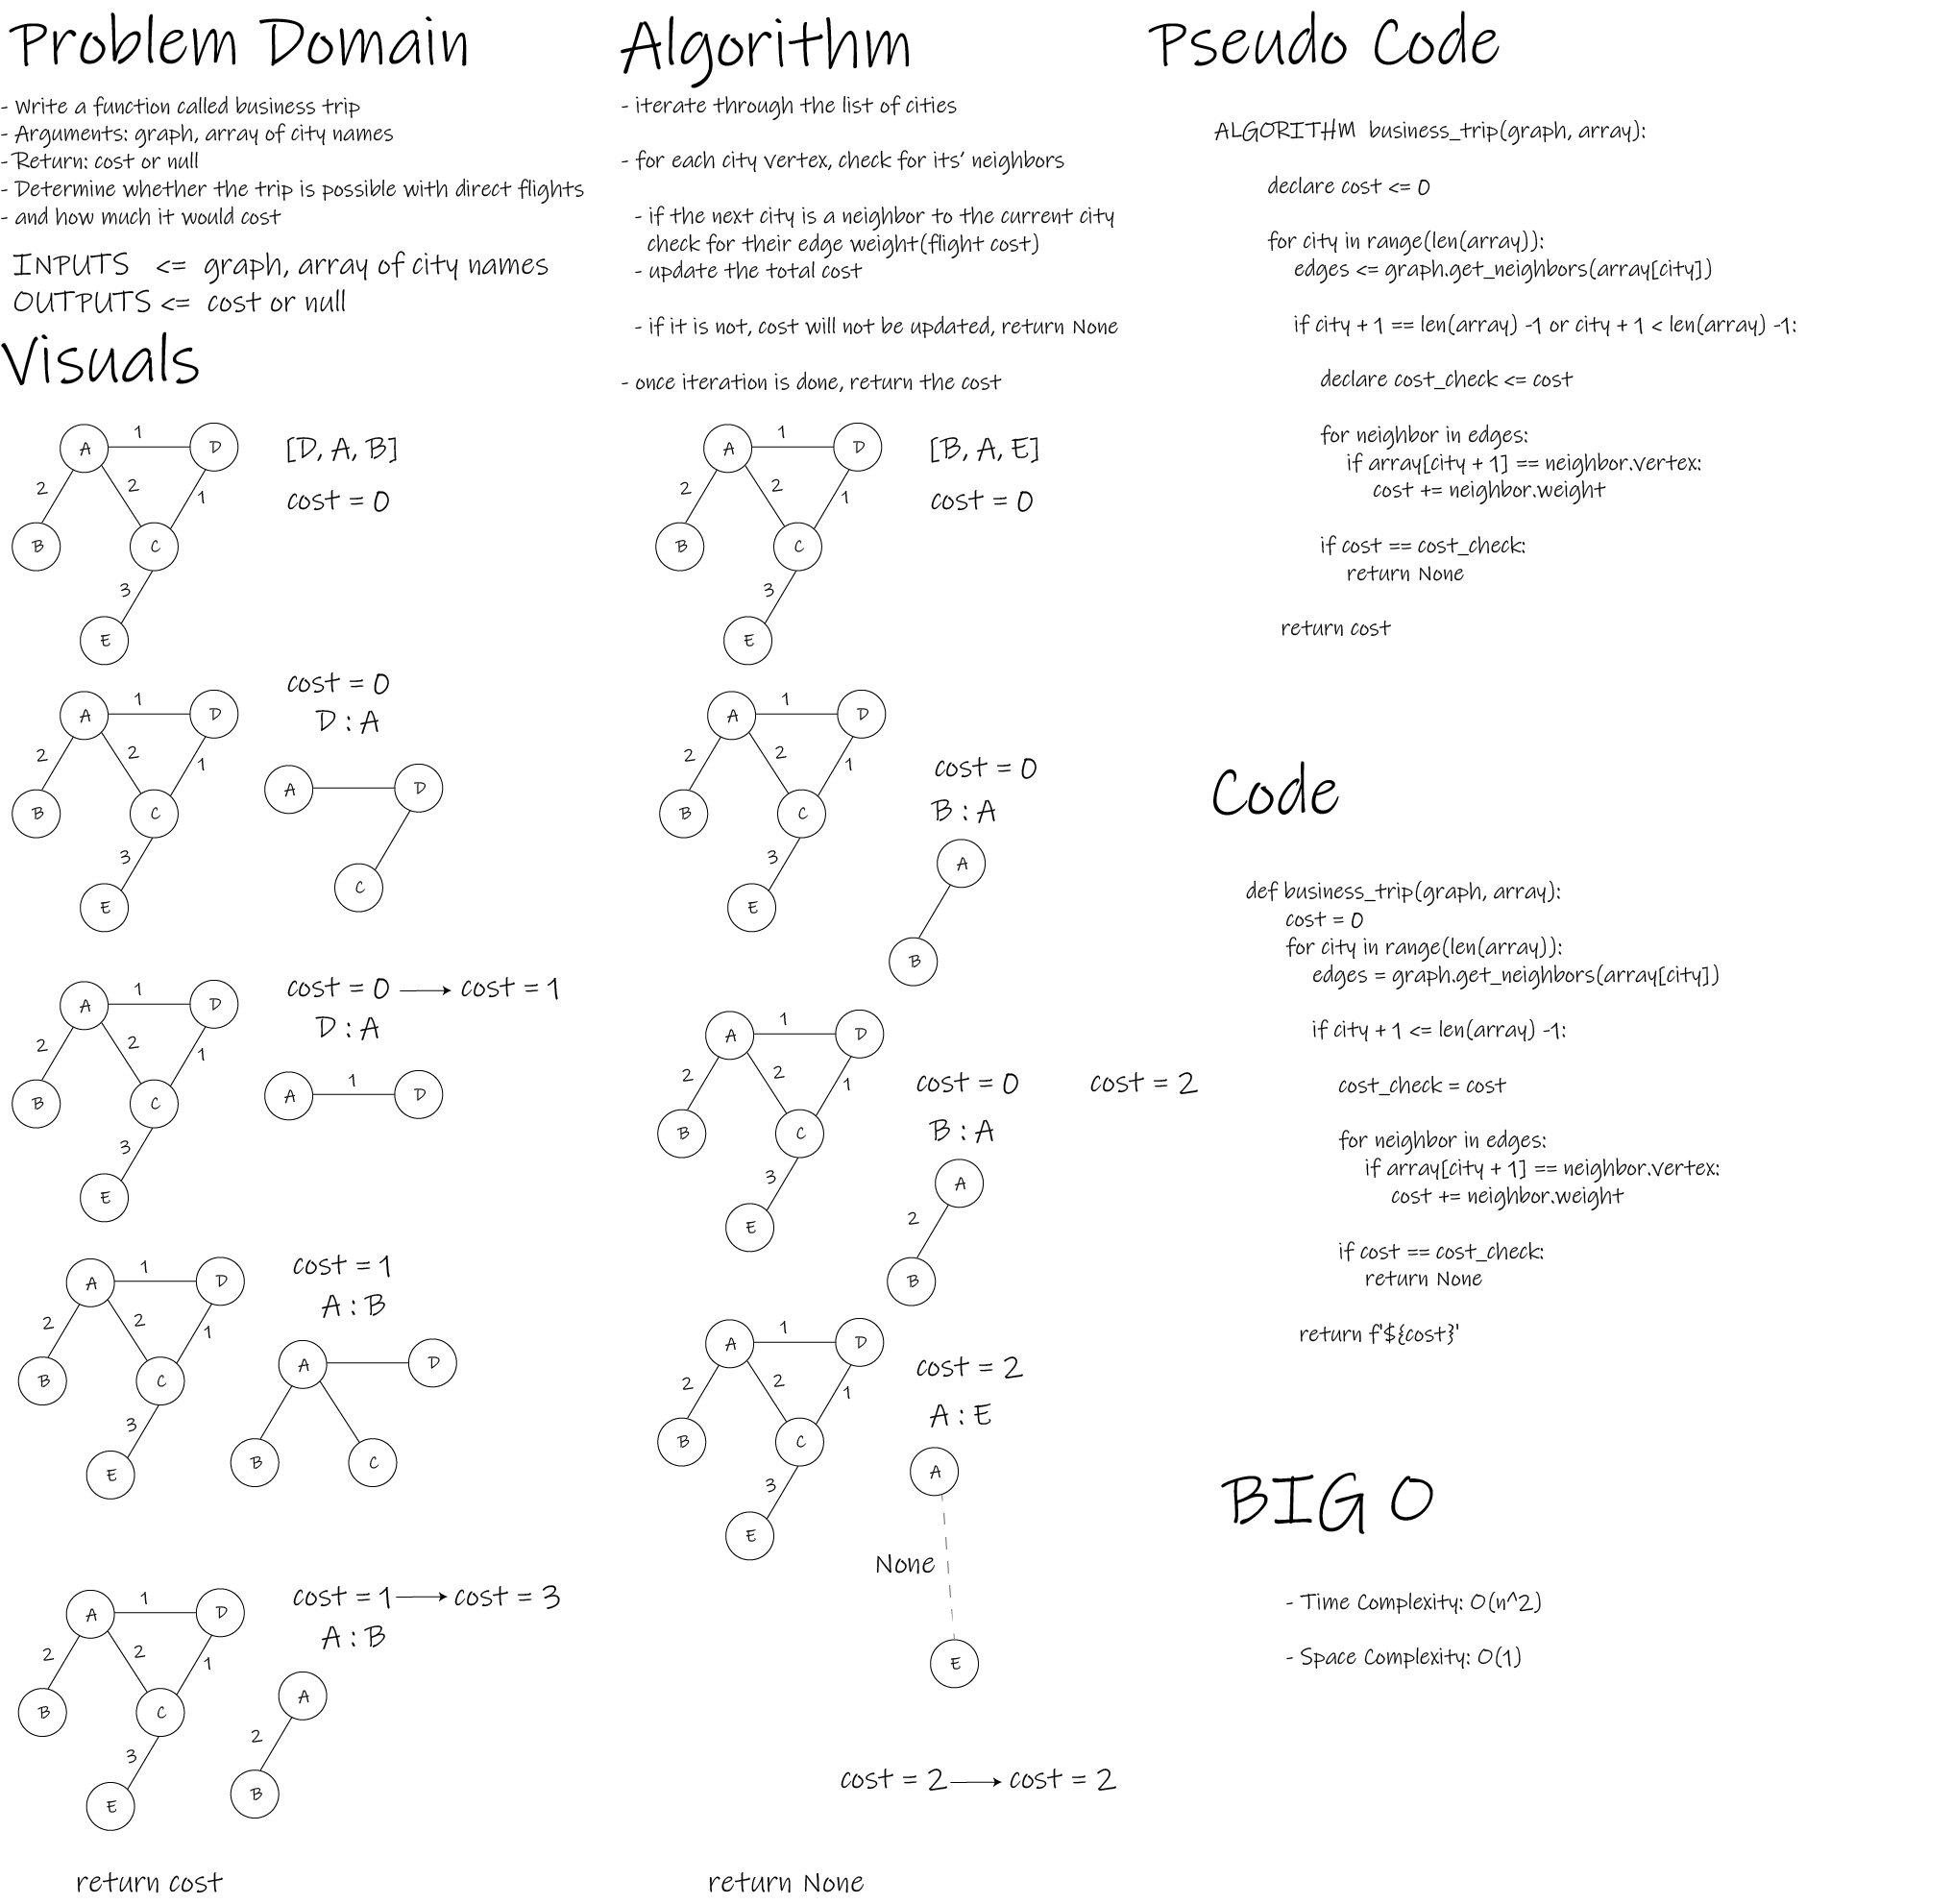 Problem Domain
- Write a function called business trip
- Arguments: graph, array of city names
- Return: cost or null
- Determine whether the trip is possible with direct flights
- and how much it would cost
INPUTS <= graph, array of city names
OUTPUTS <= cost or null
Visuals
A 1 D
2 2 1
B C
3
E
[D, A, B]
cost = 0
A 1 D
2 2 1
B C
3
E
cost = 0
D : A
A D
C
A 1 D
2 2 1
B C
3
E
cost = 0 cost = 1
D : A
A 1 D
A 1 D
2 2 1
B C
3
E
cost = 1
A : B
A D
B C
A 1 D
2 2 1
B C
3
E
cost = 1 cost = 3
A : B
A
2
B
return cost
Algorithm
- iterate through the list of cities
- for each city vertex, check for its' neighbors
- if the next city is a neighbor to the current city
check for their edge weight(flight cost)
- update the total cost
- if it is not, cost will not be updated, return None
- once iteration is done, return the cost
A 1 D
2 2 1
B C
3
E
[B, A, E]
cost = 0
A 1 D
2 2 1
B C
3
E
cost = 0
B : A
A
B
A 1 D
2 2 1
B C
3
E
cost = 0 cost = 2
B : A
A
2
B
A 1 D
2 2 1
B C
3
E
cost = 2
A : E
A
None
E
cost = 2 cost = 2
return None
Pseudo Code
ALGORITHM business_trip(graph, array):
declare cost <= 0
for city in range(len(array)):
edges <= graph.get_neighbors(array[city])
if city + 1 == len(array) -1 or city + 1 < len(array) -1:
declare cost_check <= cost
for neighbor in edges:
if array[city + 1] == neighbor.vertex:
cost += neighbor.weight
if cost == cost_check:
return None
return cost
Code
def business_trip(graph, array):
cost = 0
for city in range(len(array)):
edges = graph.get_neighbors(array[city])
if city + 1 <= len(array) -1:
cost_check = cost
for neighbor in edges:
if array[city + 1] == neighbor.vertex:
cost += neighbor.weight
if cost == cost_check:
return None
return f'${cost}'
BIG O
- Time Complexity: O(n^2)
- Space Complexity: O(1)